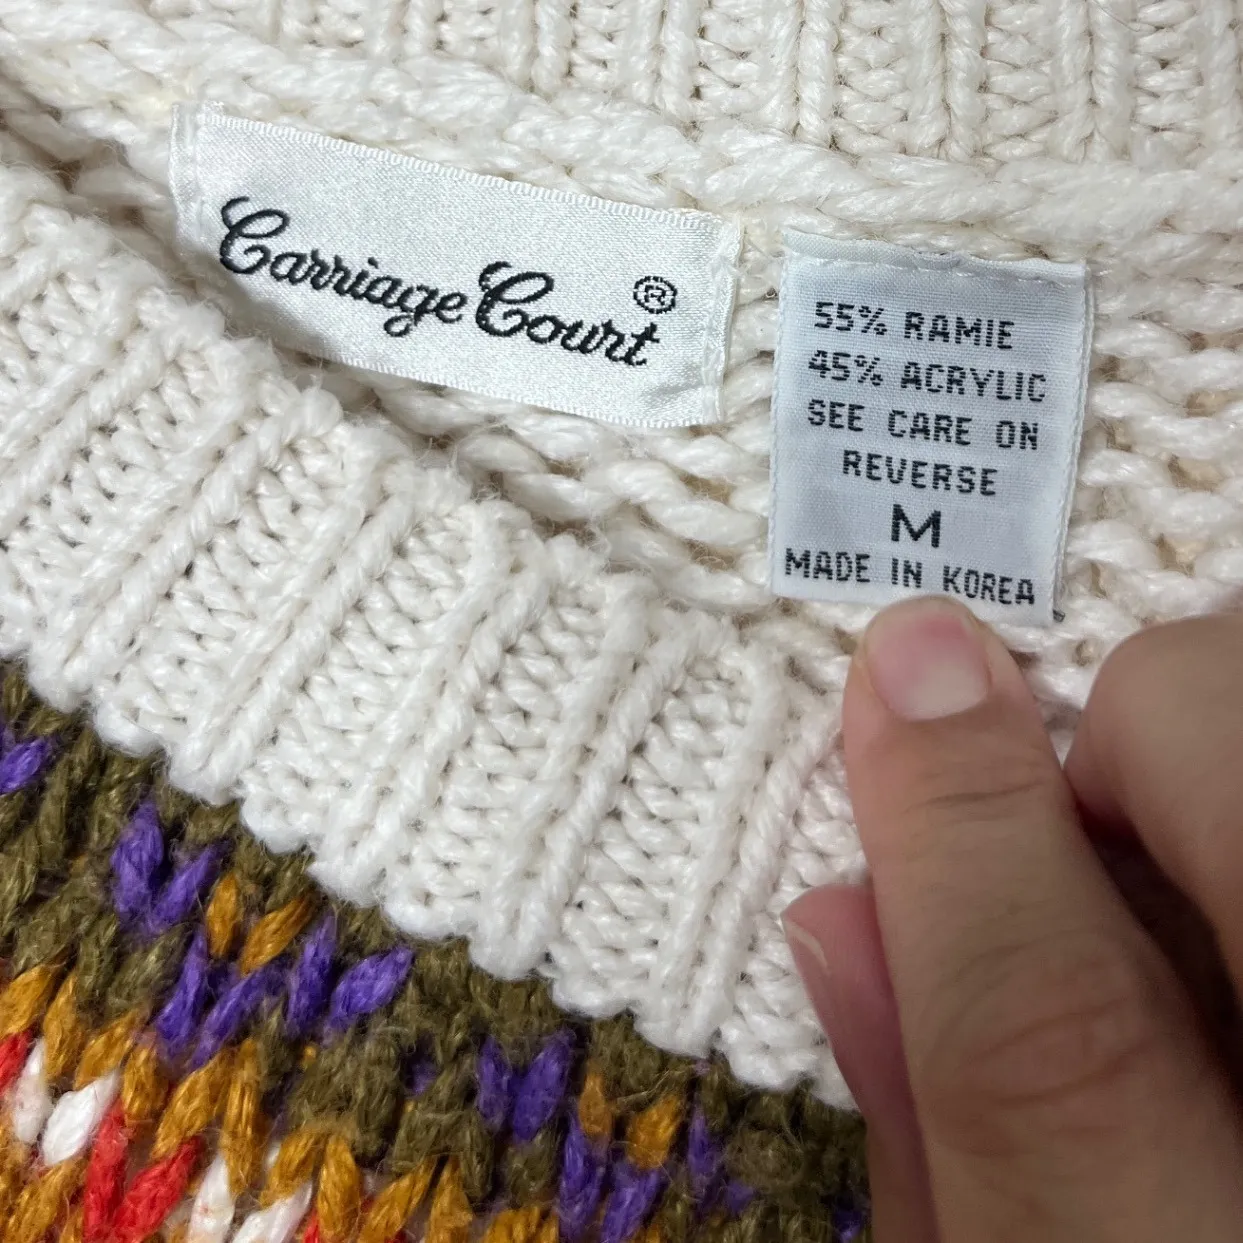 Carriage Court ®
55% RAMIE
45% ACRYLIC
SEE CARE ON
REVERSE
M
MADE IN KOREA